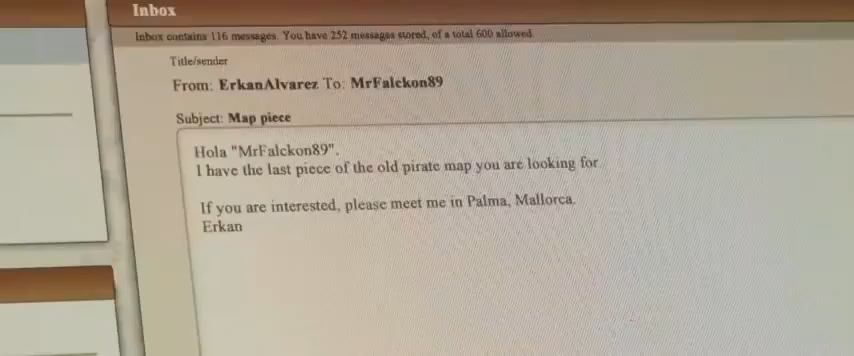 Inbox
Inbox contains 116 messages. You have 252 messages stored, of a total 600 allowed.
Title/sender
From: ErkanAlvarez To: MrFalckon89
Subject: Map piece
Hola "MrFalckon89".
I have the last piece of the old pirate map you are looking for.
If you are interested, please meet me in Palma, Mallorca.
Erkan